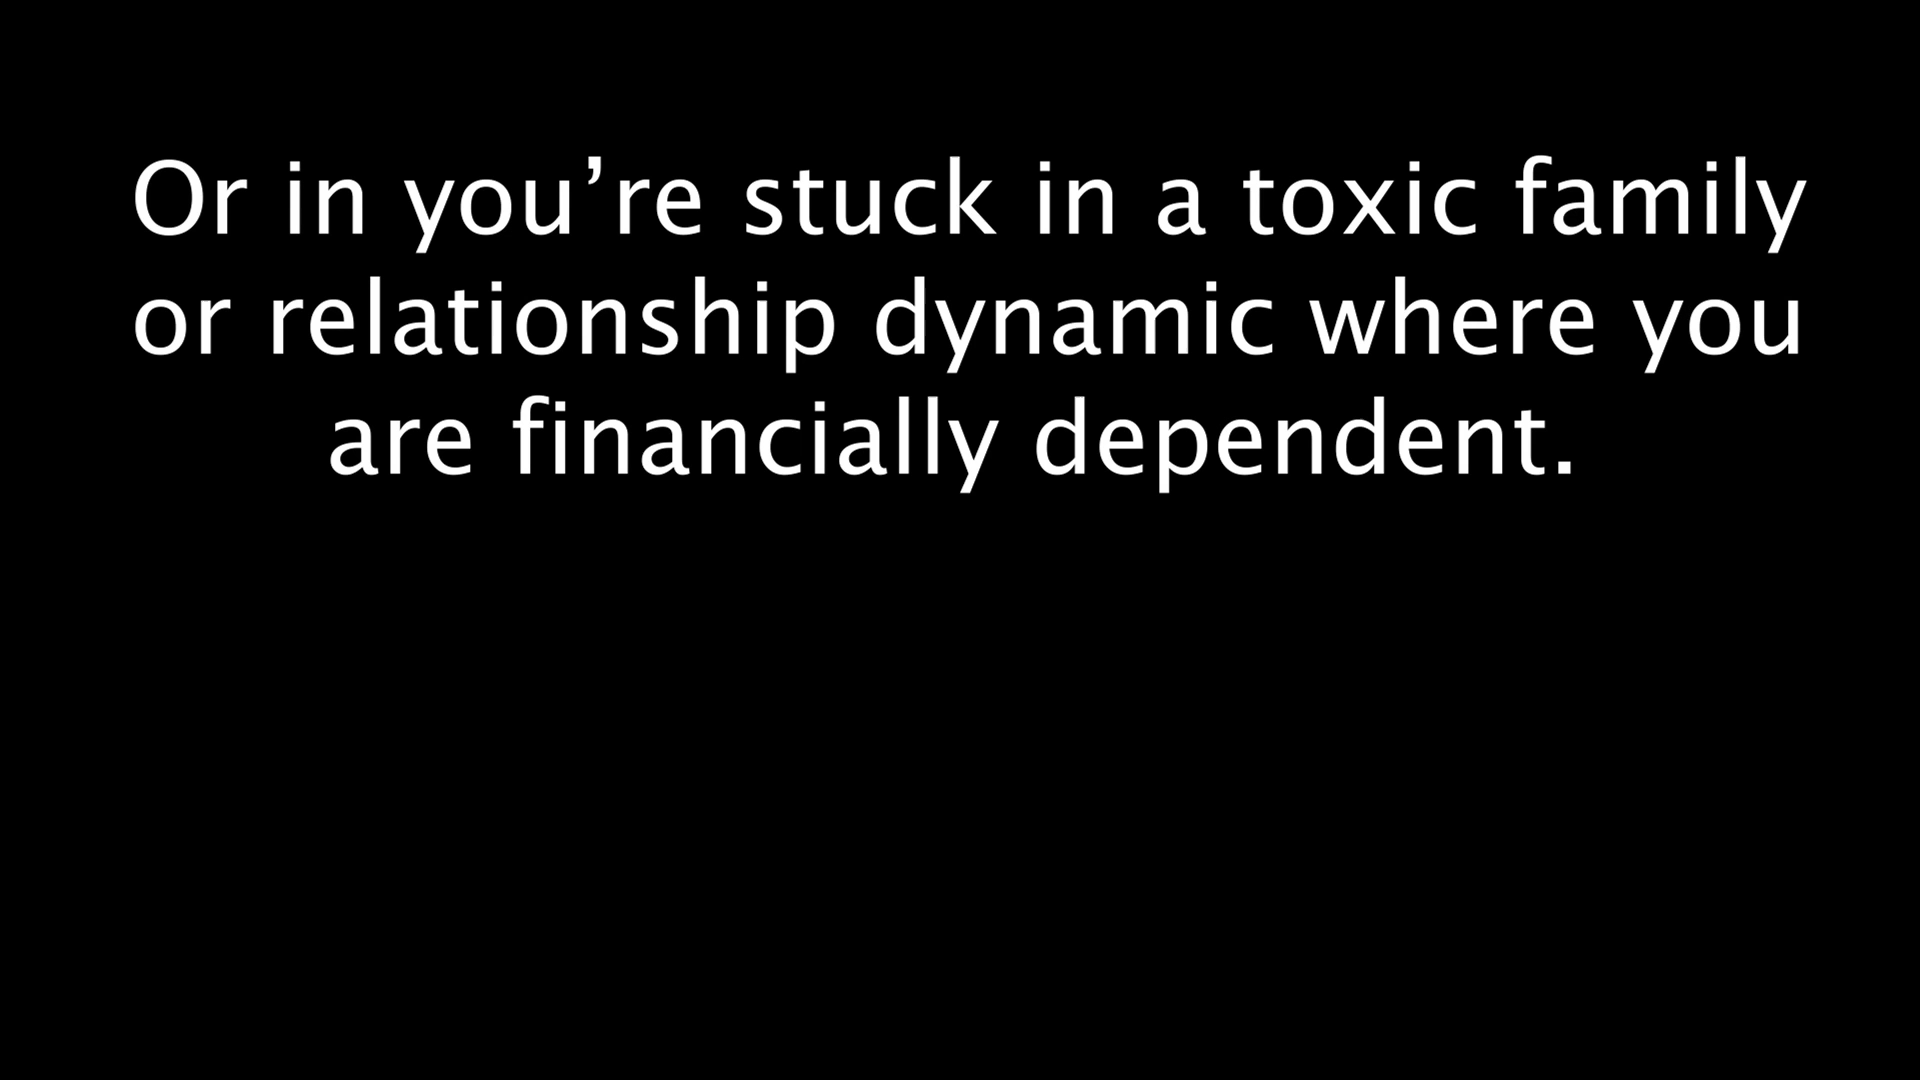 Or in you’re stuck in a toxic family
or relationship dynamic where you
are financially dependent.